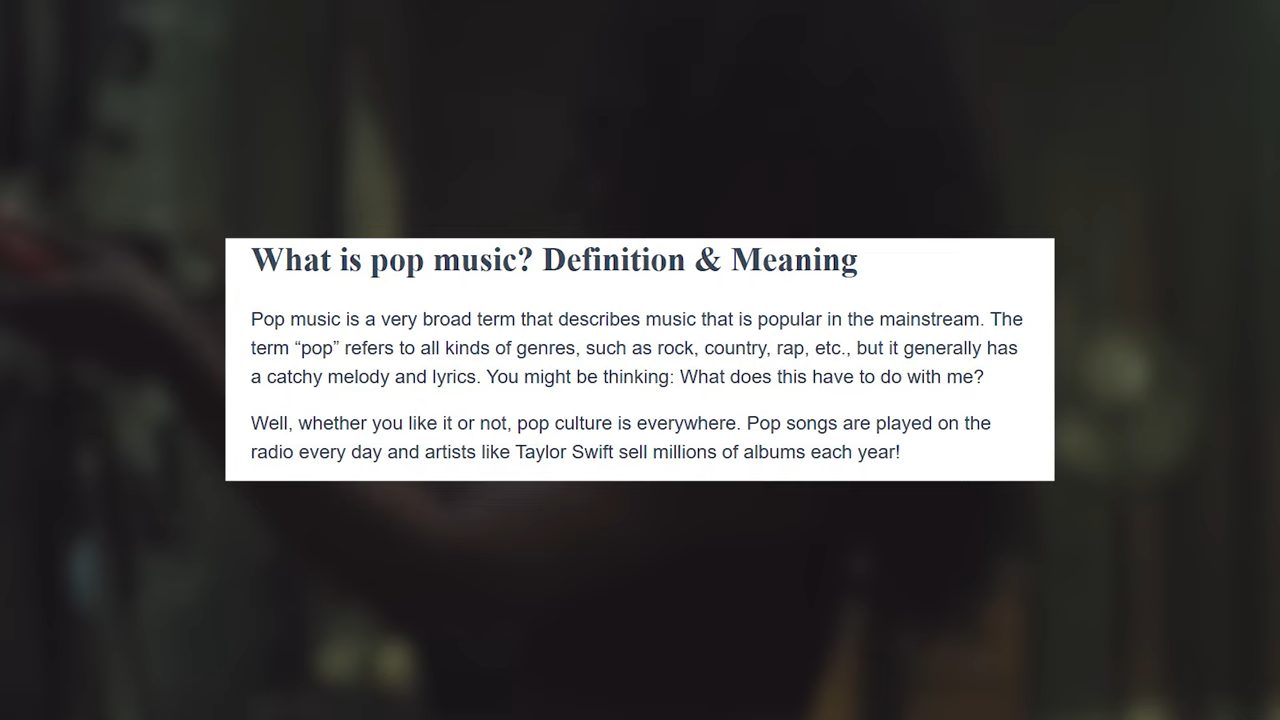 What is pop music? Definition & Meaning
Pop music is a very broad term that describes music that is popular in the mainstream. The
term “pop” refers to all kinds of genres, such as rock, country, rap, etc., but it generally has
a catchy melody and lyrics. You might be thinking: What does this have to do with me?
Well, whether you like it or not, pop culture is everywhere. Pop songs are played on the
radio every day and artists like Taylor Swift sell millions of albums each year!